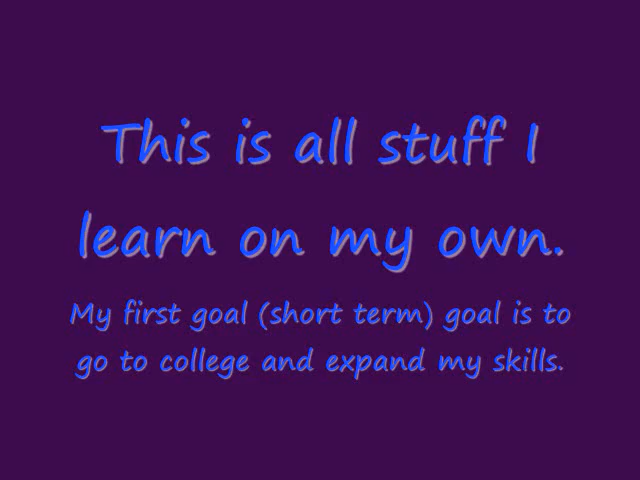 This is all stuff I
learn on my own.
My first goal (short term) goal is to
go to college and expand my skills.